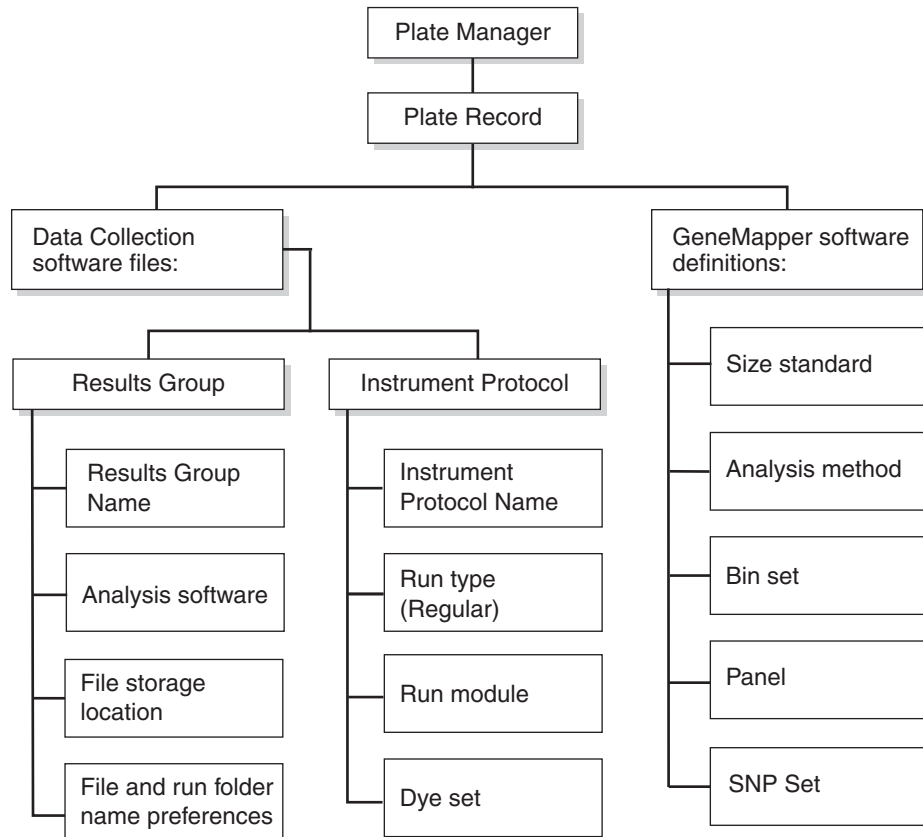 Plate Manager
Plate Record
Data Collection
software files:
GeneMapper software
definitions:
Results Group
Instrument Protocol
Results Group
Name
Analysis software
File storage
location
File and run folder
name preferences
Instrument
Protocol Name
Run type
(Regular)
Run module
Dye set
Size standard
Analysis method
Bin set
Panel
SNP Set